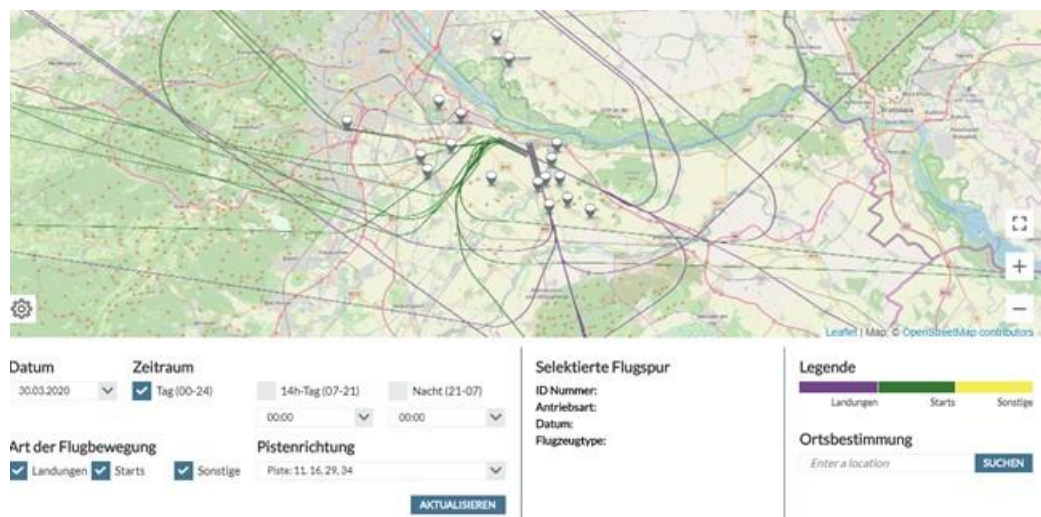 Wien
Bratislava
Leaflet | Map: © OpenStreetMap contributors
Datum
Zeitraum
30.03.2020
Tag (00-24)
14h-Tag (07-21)
Nacht (21-07)
00:00
00:00
Art der Flugbewegung
Pistenrichtung
Landungen
Starts
Sonstige
Piste: 11, 16, 29, 34
AKTUALISIEREN
Selektierte Flugspur
ID Nummer:
Antriebsart:
Datum:
Flugzeugtype:
Legende
Landungen
Starts
Sonstige
Ortsbestimmung
Enter a location
SUCHEN